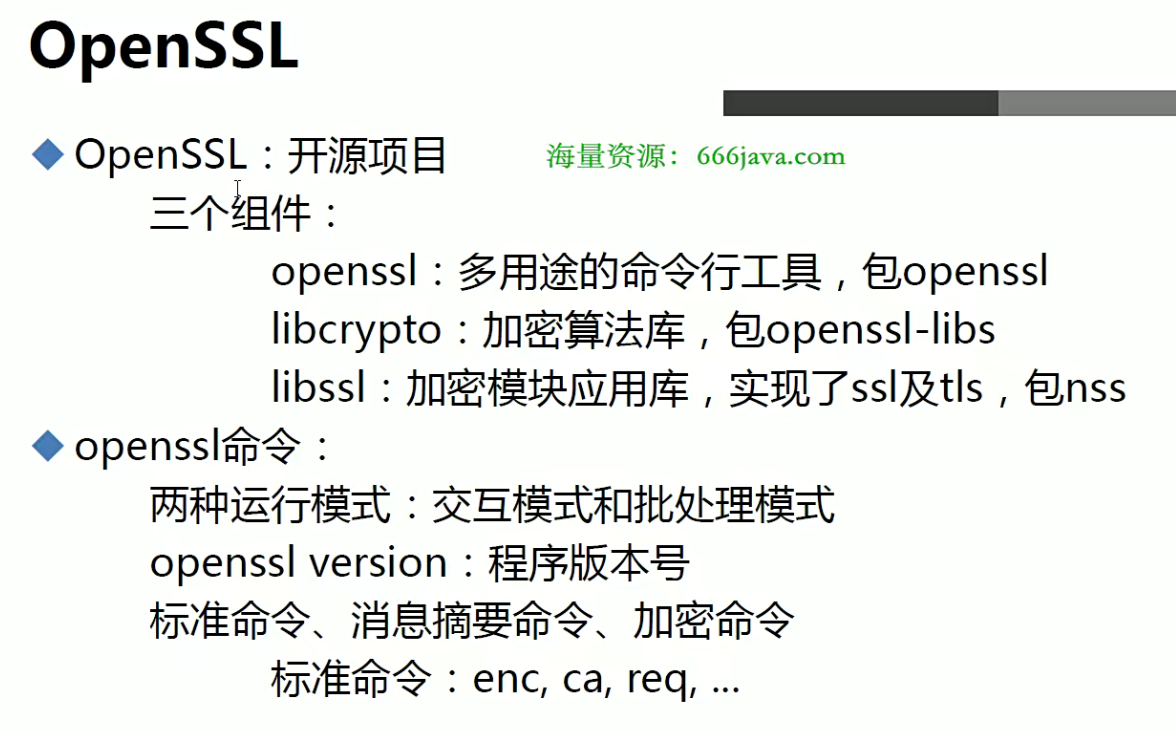 OpenSSL
OpenSSL：开源项目
海量资源：666java.com
三个组件：
openssl：多用途的命令行工具，包openssl
libcrypto：加密算法库，包openssl-libs
libssl：加密模块应用库，实现了ssl及tls，包nss
openssl命令：
两种运行模式：交互模式和批处理模式
openssl version：程序版本号
标准命令、消息摘要命令、加密命令
标准命令：enc, ca, req, ...